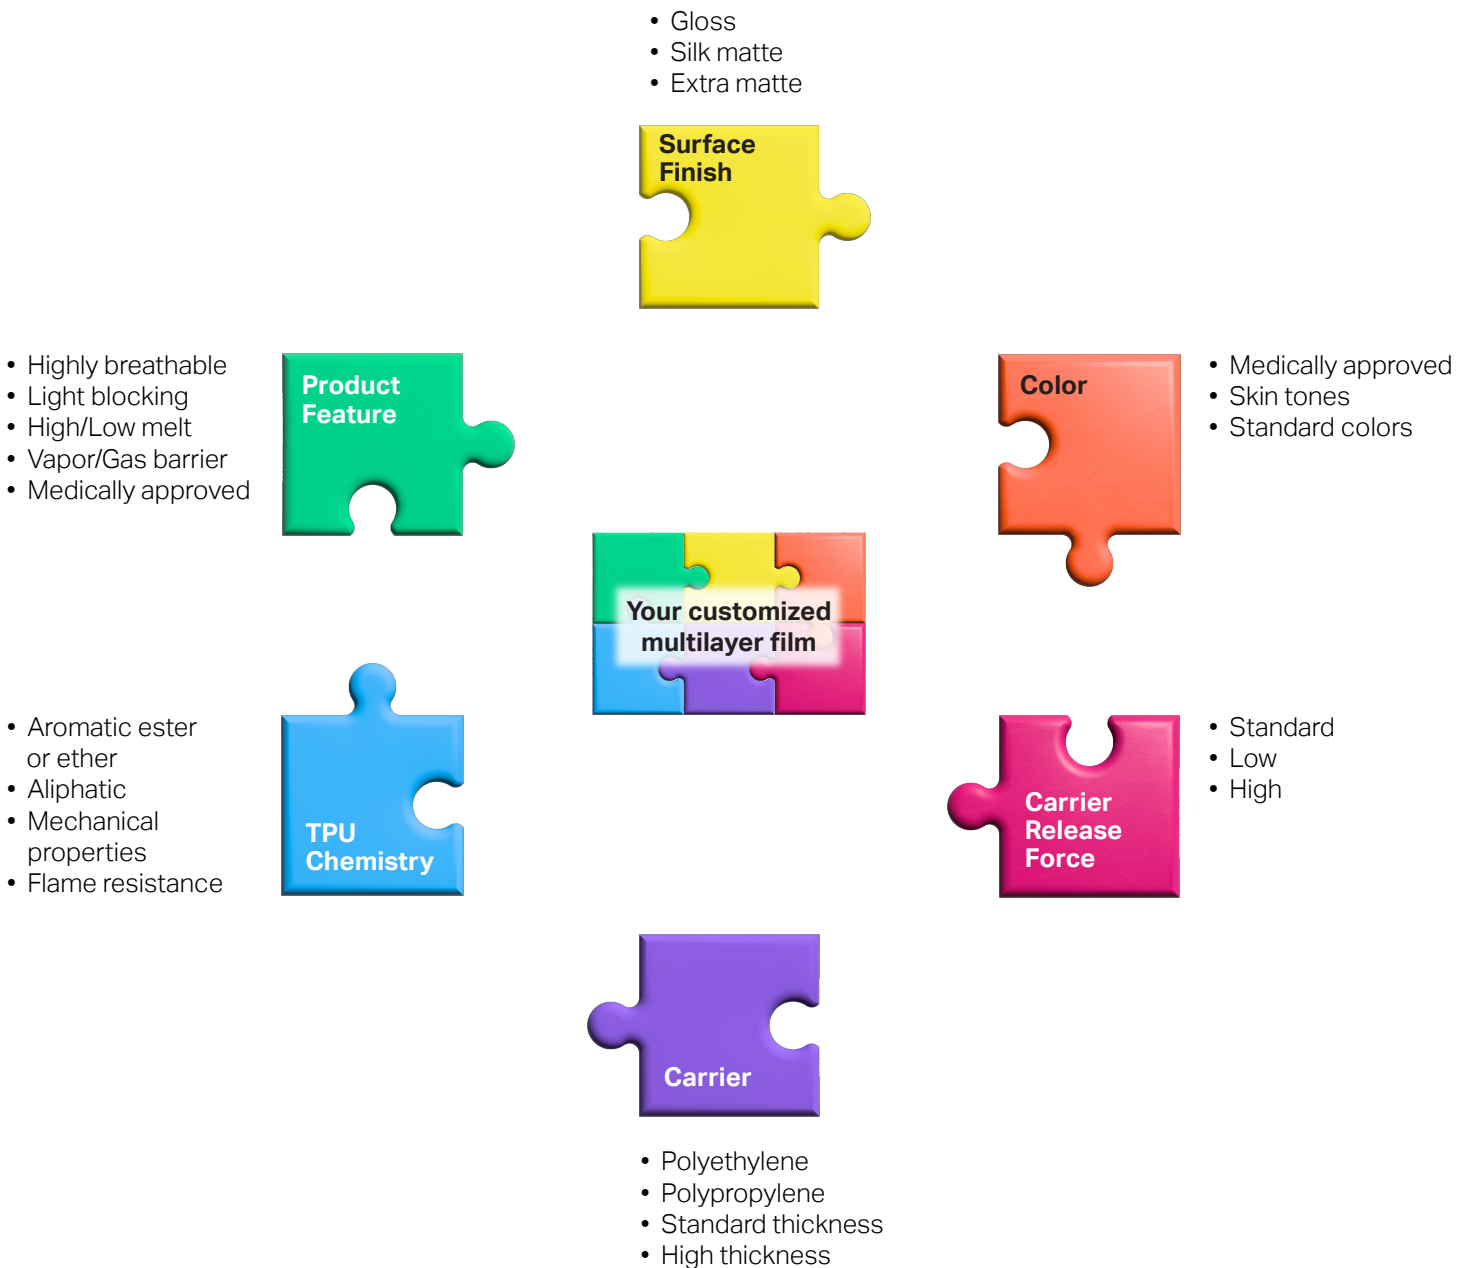 • Gloss
• Silk matte
• Extra matte
Surface
Finish
• Highly breathable
• Light blocking
• High/Low melt
• Vapor/Gas barrier
• Medically approved
Product
Feature
Color
• Medically approved
• Skin tones
• Standard colors
Your customized
multilayer film
• Aromatic ester
or ether
• Aliphatic
• Mechanical
properties
• Flame resistance
TPU
Chemistry
Carrier
Release
Force
• Standard
• Low
• High
Carrier
• Polyethylene
• Polypropylene
• Standard thickness
• High thickness